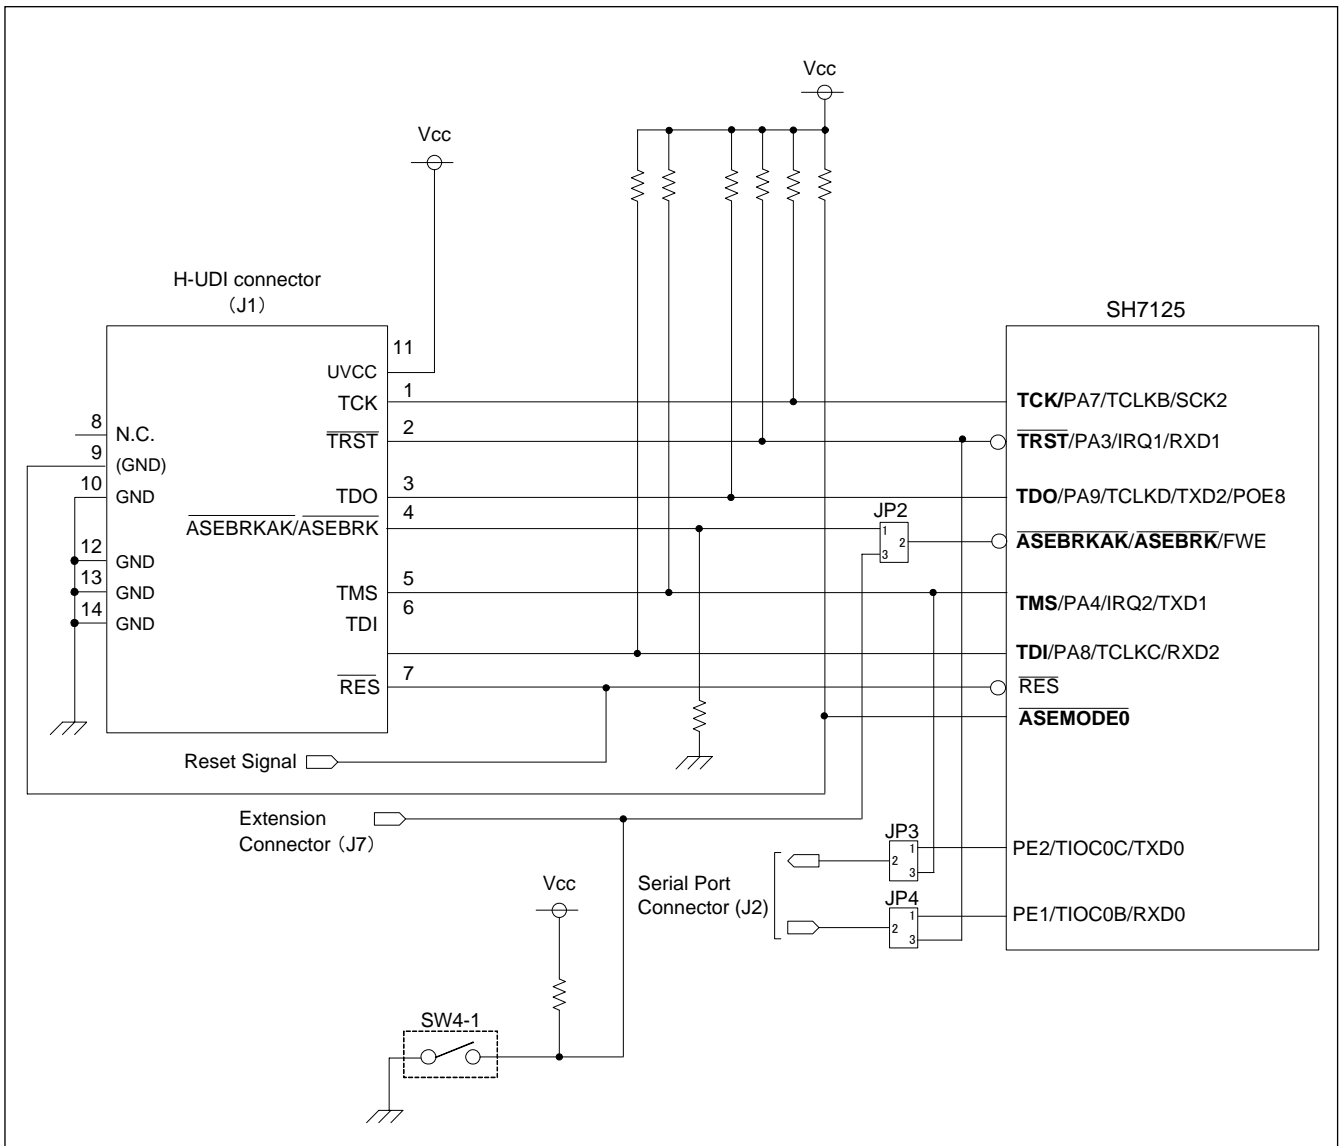 Vcc
Vcc
H-UDI connector
（J1）
SH7125
11
UVCC
1
TCK
TCK/PA7/TCLKB/SCK2
8
N.C.
2
TRST
TRST/PA3/IRQ1/RXD1
9
(GND)
10
GND
3
TDO
TDO/PA9/TCLKD/TXD2/POE8
4
ASEBRKAK/ASEBRK
JP2
1
2
3
ASEBRKAK/ASEBRK/FWE
12
GND
13
GND
5
TMS
TMS/PA4/IRQ2/TXD1
14
GND
6
TDI
TDI/PA8/TCLKC/RXD2
7
RES
RES
ASEMODE0
Reset Signal
Extension
Connector（J7）
JP3
1
2
3
PE2/TIOC0C/TXD0
Vcc
Serial Port
Connector (J2)
JP4
1
2
3
PE1/TIOC0B/RXD0
SW4-1